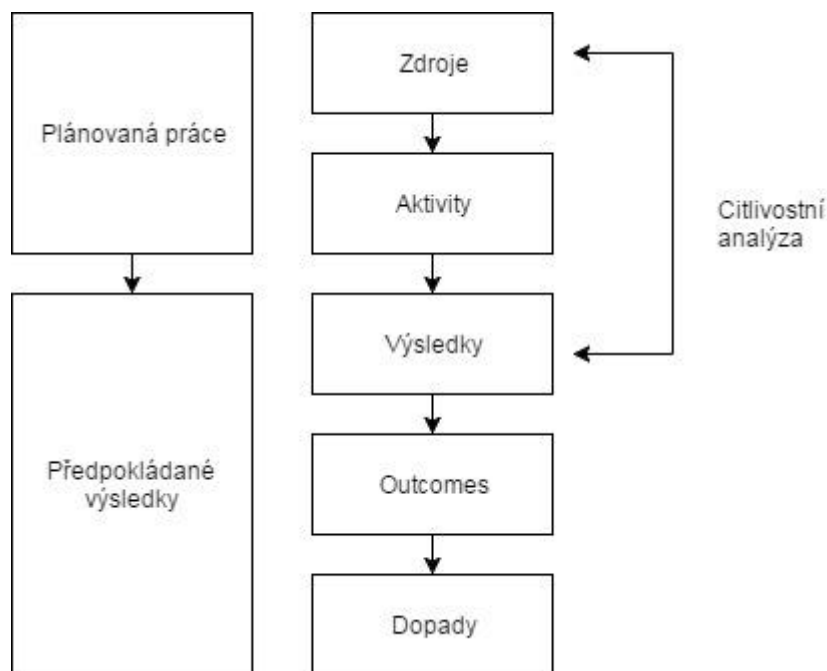 Zdroje
Plánovaná práce
Aktivity
Citlivostní
analýza
Výsledky
Předpokládané
výsledky
Outcomes
Dopady